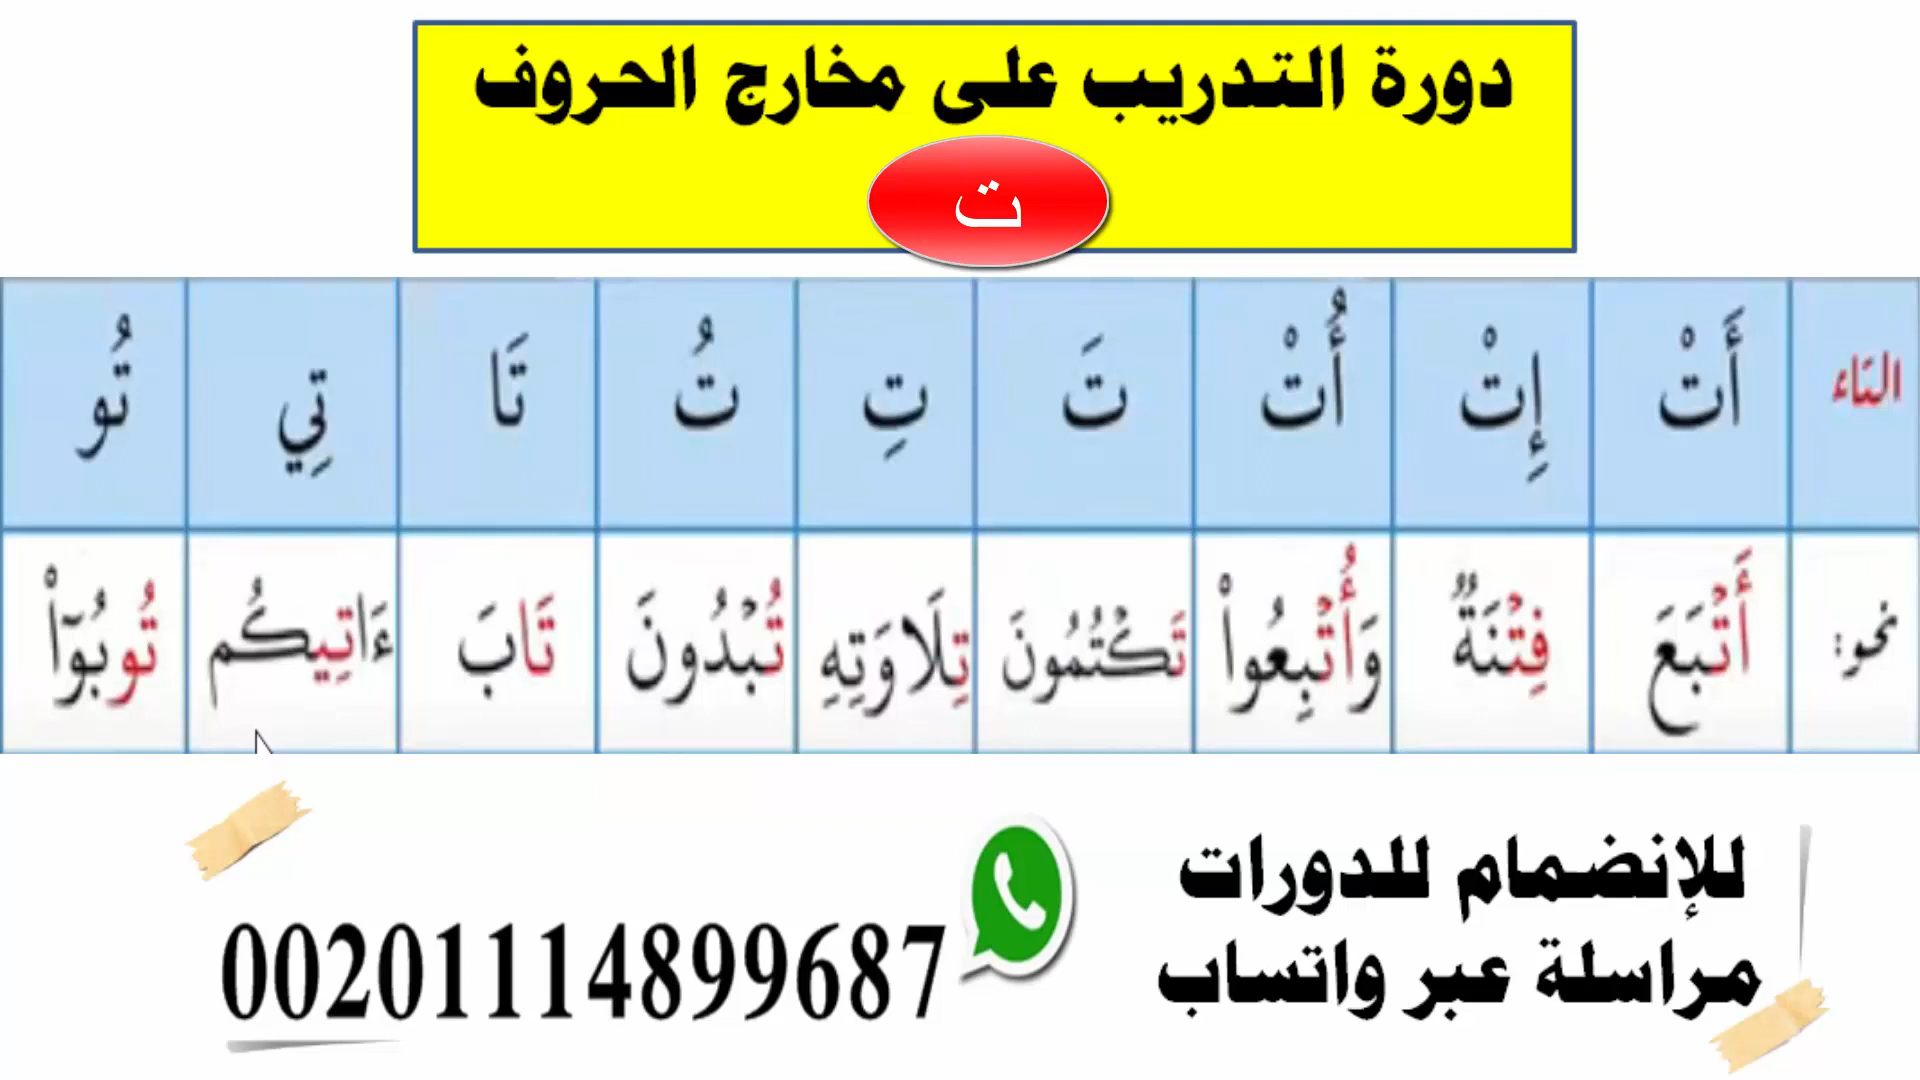 دورة التدريب على مخارج الحروف
ت
التاء أَتْ إِتْ أُتْ تَ تِ تُ تَا تِي تُو
نحو: أَتْبَعَ فِتْنَةٌ وَأُتْبِعُواْ تَكْتُمُونَ تِلَاوَتِهِ تُبْدُونَ تَابَ ءَاتِيكُم تُوبُوٓاْ
للإنضمام للدورات
مراسلة عبر واتساب
00201114899687